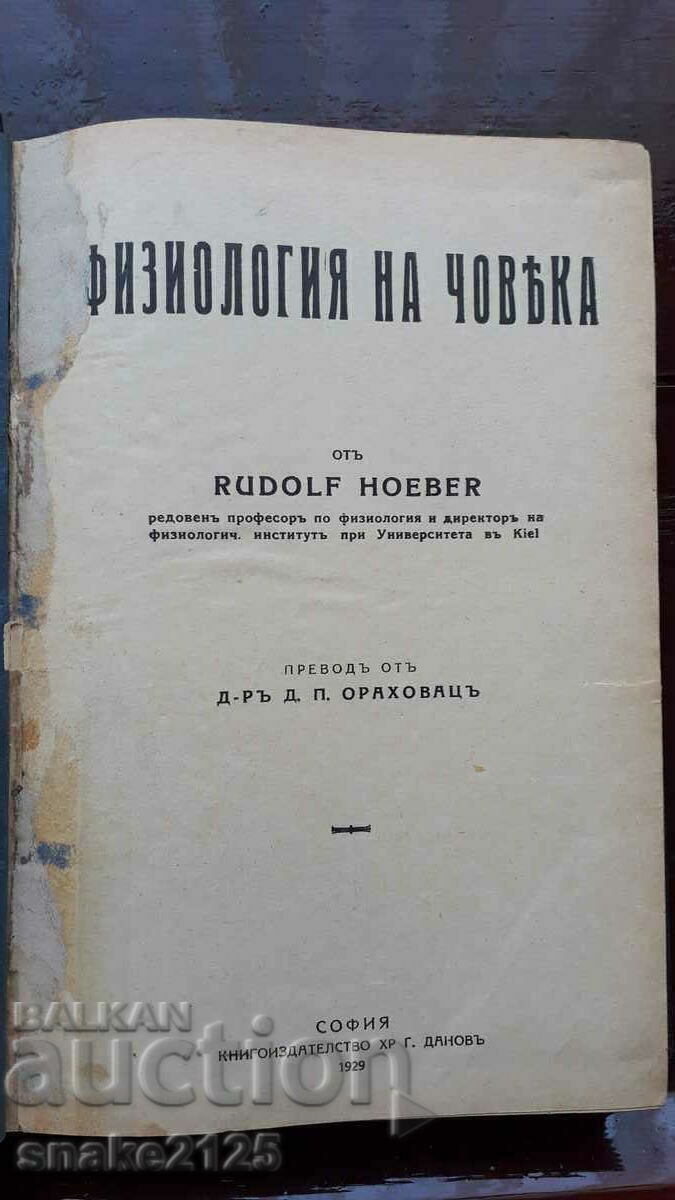 ФИЗИОЛОГИЯ НА ЧОВѢКА
отъ
RUDOLF HOEBER
редовенъ професоръ по физиология и директоръ на
физиологич. институтъ при Университета въ Kiel
ПРЕВОДЪ ОТЪ
Д-РЪ Д. П. ОРАХОВАЦЪ
СОФИЯ
КНИГОИЗДАТЕЛСТВО ХР Г. ДАНОВЪ
1929
BALKAN
auction
snake2125